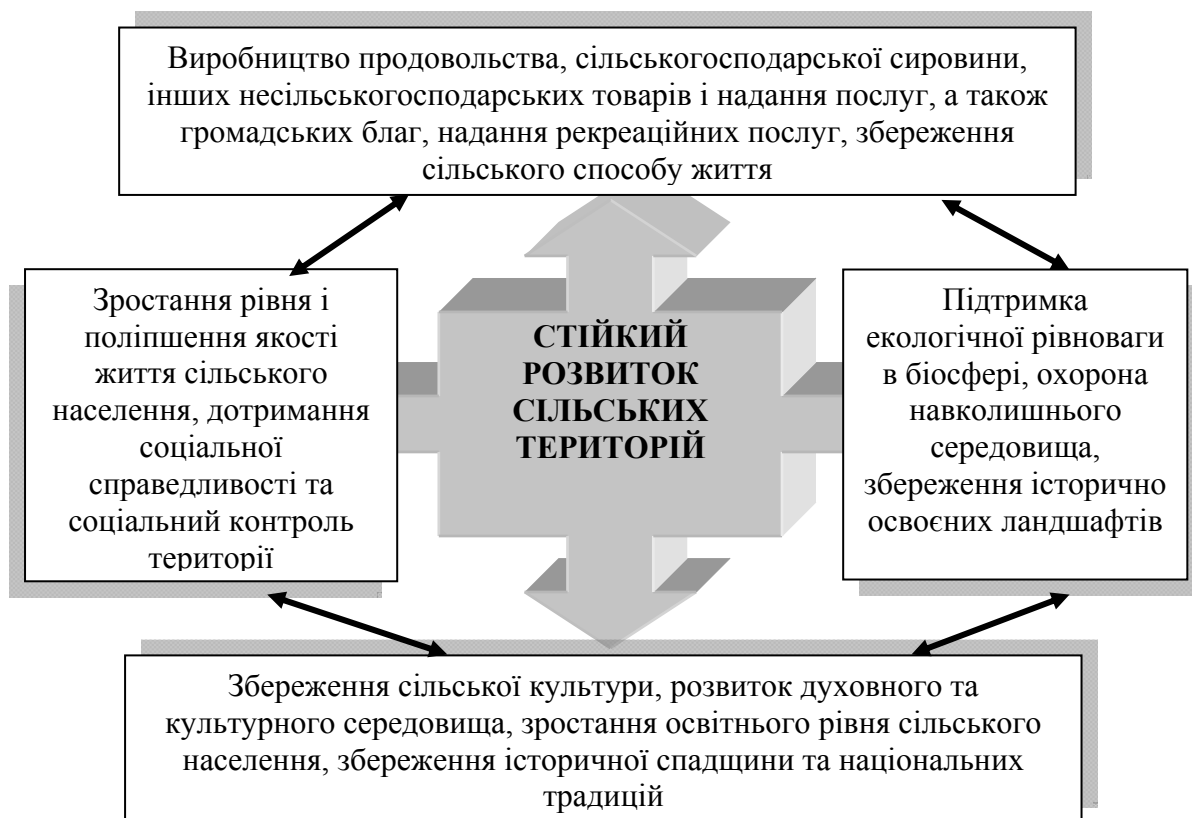 Виробництво продовольства, сільськогосподарської сировини,
інших несільськогосподарських товарів і надання послуг, а також
громадських благ, надання рекреаційних послуг, збереження
сільського способу життя
Зростання рівня і
поліпшення якості
життя сільського
населення, дотримання
соціальної
справедливості та
соціальний контроль
території
СТІЙКИЙ
РОЗВИТОК
СІЛЬСЬКИХ
ТЕРИТОРІЙ
Підтримка
екологічної рівноваги
в біосфері, охорона
навколишнього
середовища,
збереження історично
освоєних ландшафтів
Збереження сільської культури, розвиток духовного та
культурного середовища, зростання освітнього рівня сільського
населення, збереження історичної спадщини та національних
традицій